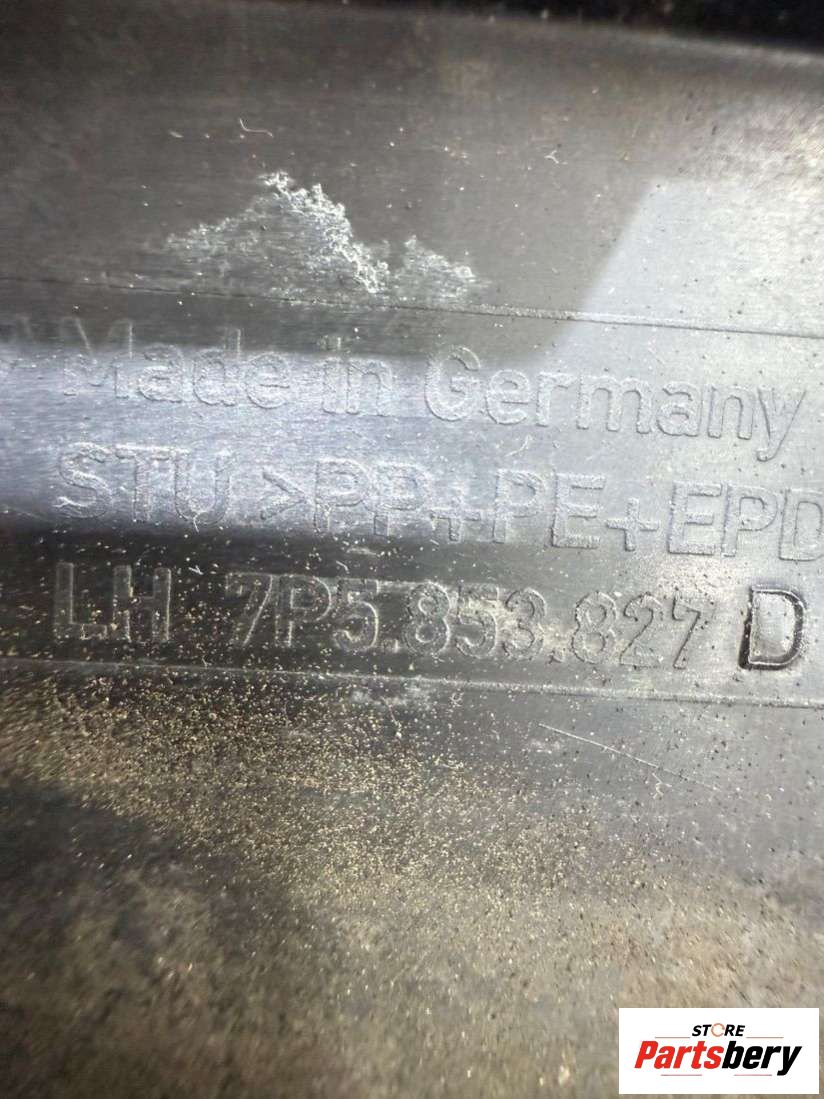 Made in Germany
STU >PP+PE+EPD
LH 7P5.853.827 D
STORE
Partsbery